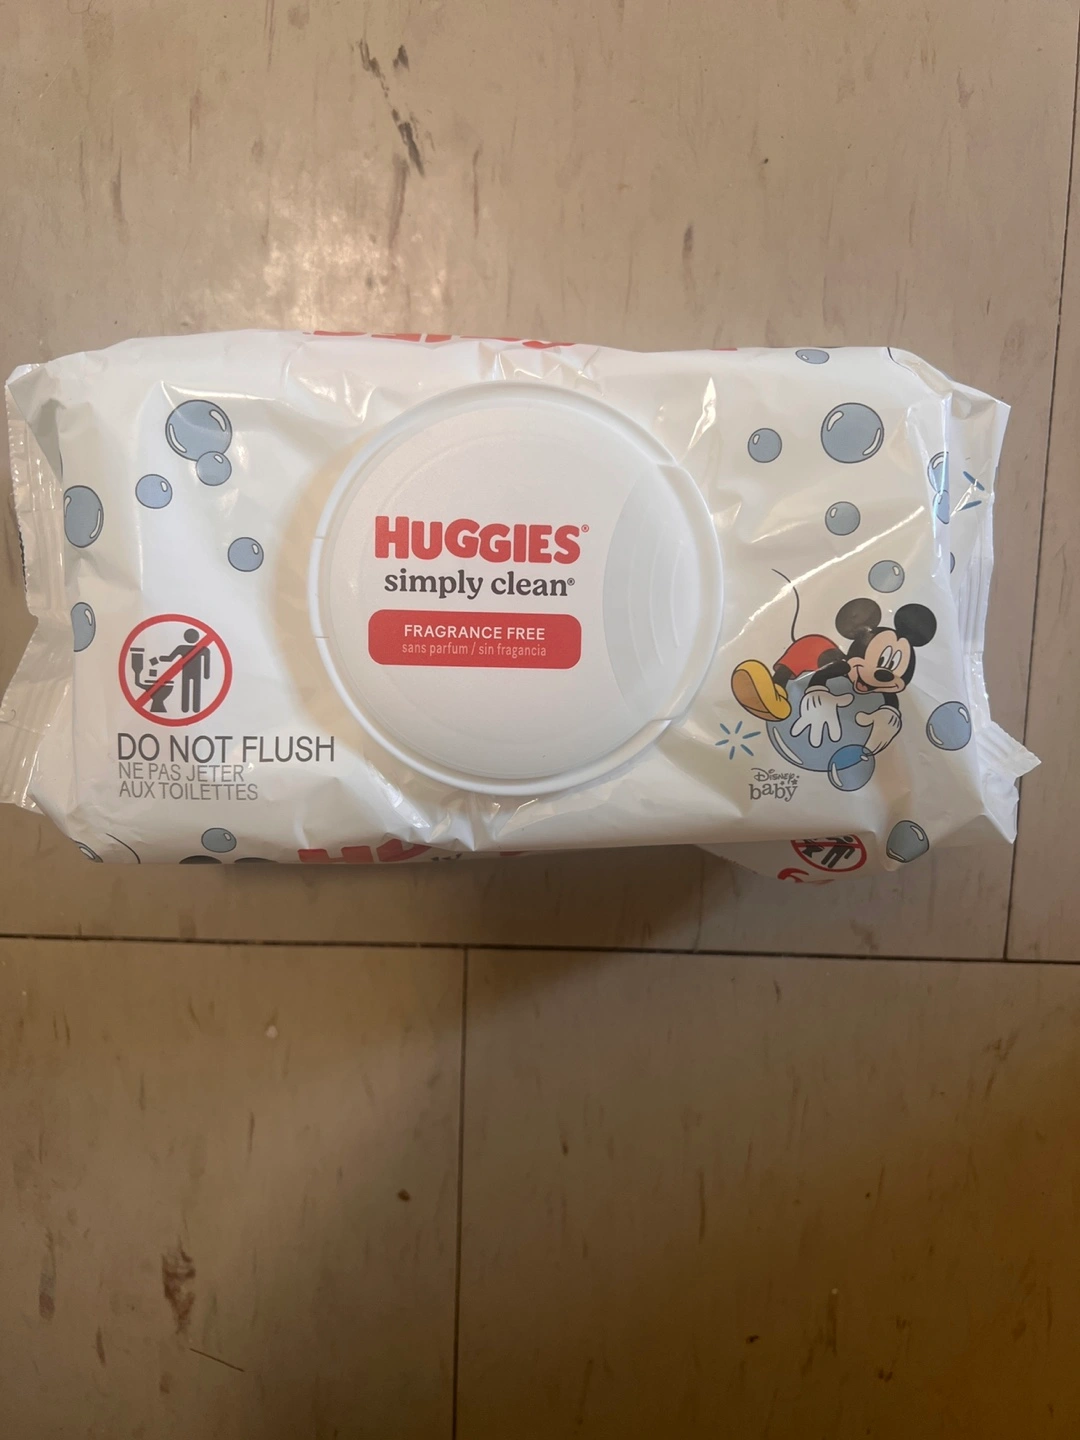 HUGGIES®
simply clean®
FRAGRANCE FREE
sans parfum / sin fragancia
DO NOT FLUSH
NE PAS JETER
AUX TOILETTES
Disney
baby